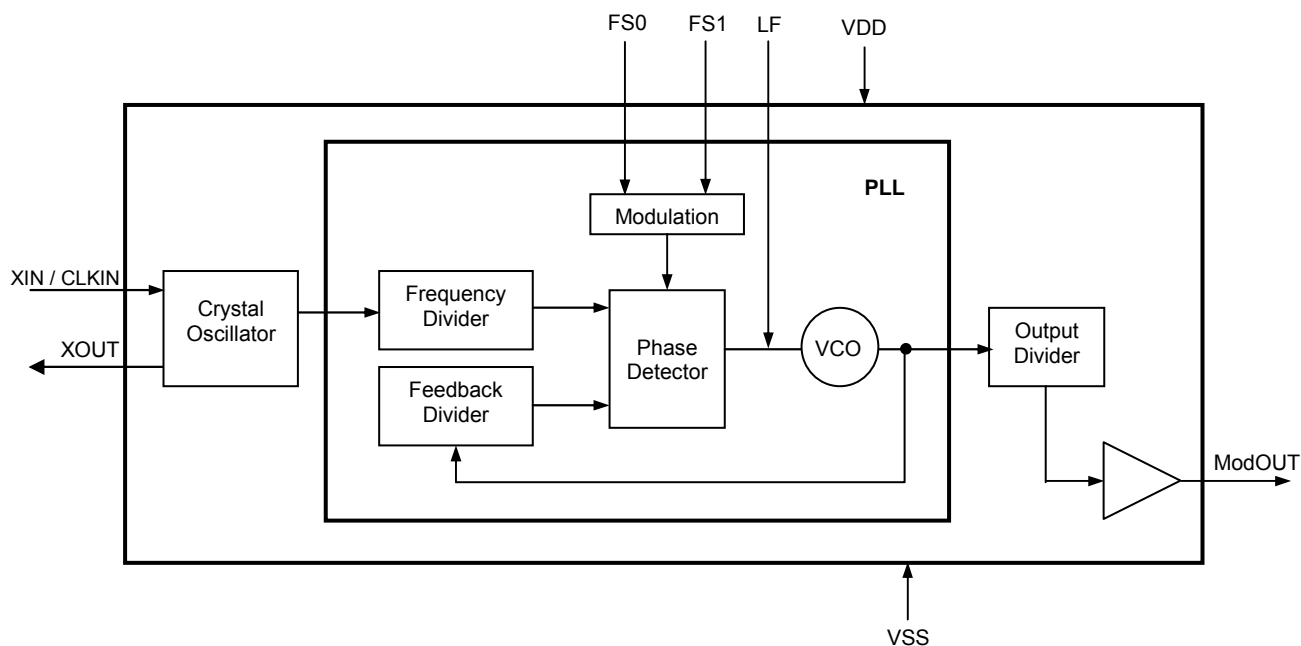 FS0
FS1
LF
VDD
PLL
Modulation
XIN / CLKIN
XOUT
Crystal
Oscillator
Frequency
Divider
Feedback
Divider
Phase
Detector
VCO
Output
Divider
ModOUT
VSS